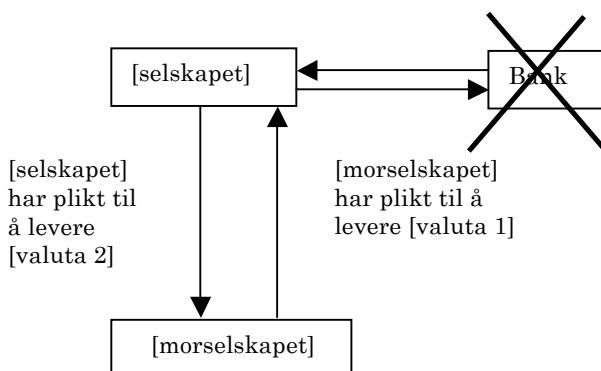 [selskapet]
Bank
[selskapet]
har plikt til
å levere
[valuta 2]
[morselskapet]
har plikt til å
levere [valuta 1]
[morselskapet]